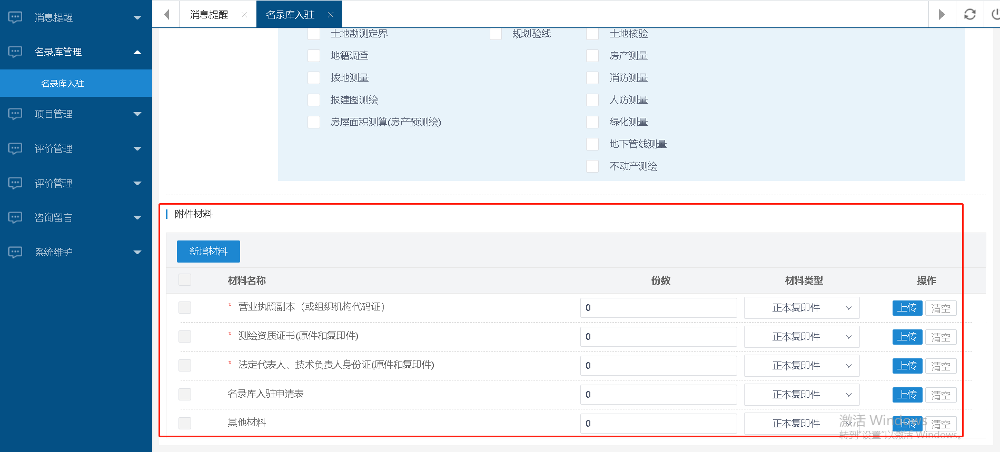 消息提醒
名录库管理
名录库入驻
项目管理
评价管理
评价管理
咨询留言
系统维护
消息提醒 名录库入驻
土地勘测定界 规划验线 土地核验
地籍调查 房产测量
拨地测量 消防测量
报建图测绘 人防测量
房屋面积测算(房产预测绘) 绿化测量
地下管线测量
不动产测绘
附件材料
新增材料
材料名称 份数 材料类型 操作
* 营业执照副本（或组织机构代码证） 0 正本复印件 上传 清空
* 测绘资质证书(原件和复印件) 0 正本复印件 上传 清空
* 法定代表人、技术负责人身份证(原件和复印件) 0 正本复印件 上传 清空
名录库入驻申请表 0 正本复印件 上传 清空
其他材料 0 正本复印件 上传 清空
激活 Windows
转到"设置"以激活 Windows。